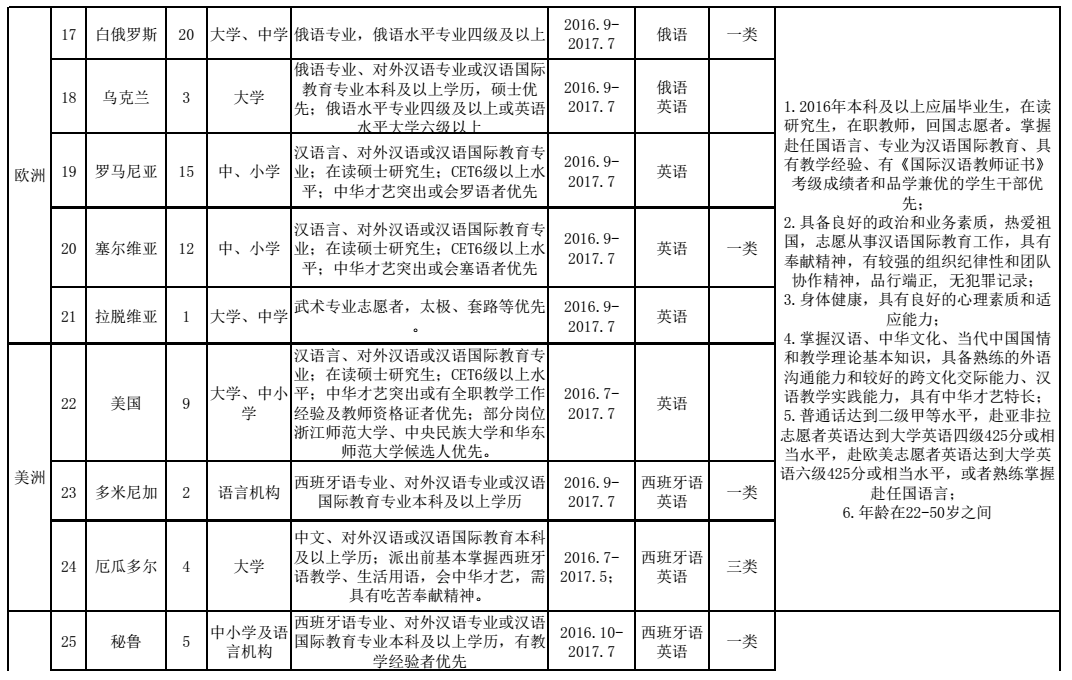 欧洲
17
白俄罗斯
20
大学、中学
俄语专业，俄语水平专业四级及以上
2016.9-
2017.7
俄语
一类
18
乌克兰
3
大学
俄语专业、对外汉语专业或汉语国际
教育专业本科及以上学历，硕士优
先；俄语水平专业四级及以上或英语
水平大学六级以上
2016.9-
2017.7
俄语
英语
19
罗马尼亚
15
中、小学
汉语言、对外汉语或汉语国际教育专
业；在读硕士研究生；CET6级以上水
平；中华才艺突出或会罗语者优先
2016.9-
2017.7
英语
20
塞尔维亚
12
中、小学
汉语言、对外汉语或汉语国际教育专
业；在读硕士研究生；CET6级以上水
平；中华才艺突出或会塞语者优先
2016.9-
2017.7
英语
一类
21
拉脱维亚
1
大学、中学
武术专业志愿者，太极、套路等优先
。
2016.9-
2017.7
英语
美洲
22
美国
9
大学、中小
学
汉语言、对外汉语或汉语国际教育专
业；在读硕士研究生；CET6级以上水
平；中华才艺突出或有全职教学工作
经验及教师资格证者优先；部分岗位
浙江师范大学、中央民族大学和华东
师范大学候选人优先。
2016.7-
2017.7
英语
23
多米尼加
2
语言机构
西班牙语专业、对外汉语专业或汉语
国际教育专业本科及以上学历
2016.9-
2017.7
西班牙语
英语
一类
24
厄瓜多尔
4
大学
中文、对外汉语或汉语国际教育本科
及以上学历；派出前基本掌握西班牙
语教学、生活用语，会中华才艺，需
具有吃苦奉献精神。
2016.7-
2017.5；
西班牙语
英语
三类
25
秘鲁
5
中小学及语
言机构
西班牙语专业、对外汉语专业或汉语
国际教育专业本科及以上学历，有教
学经验者优先
2016.10-
2017.7
西班牙语
英语
一类
1.2016年本科及以上应届毕业生，在读
研究生，在职教师，回国志愿者。掌握
赴任国语言、专业为汉语国际教育、具
有教学经验、有《国际汉语教师证书》
考级成绩者和品学兼优的学生干部优
先；
2.具备良好的政治和业务素质，热爱祖
国，志愿从事汉语国际教育工作，具有
奉献精神，有较强的组织纪律性和团队
协作精神，品行端正, 无犯罪记录；
3.身体健康，具有良好的心理素质和适
应能力；
4.掌握汉语、中华文化、当代中国国情
和教学理论基本知识，具备熟练的外语
沟通能力和较好的跨文化交际能力、汉
语教学实践能力，具有中华才艺特长；
5.普通话达到二级甲等水平，赴亚非拉
志愿者英语达到大学英语四级425分或相
当水平，赴欧美志愿者英语达到大学英
语六级425分或相当水平，或者熟练掌握
赴任国语言；
6.年龄在22-50岁之间